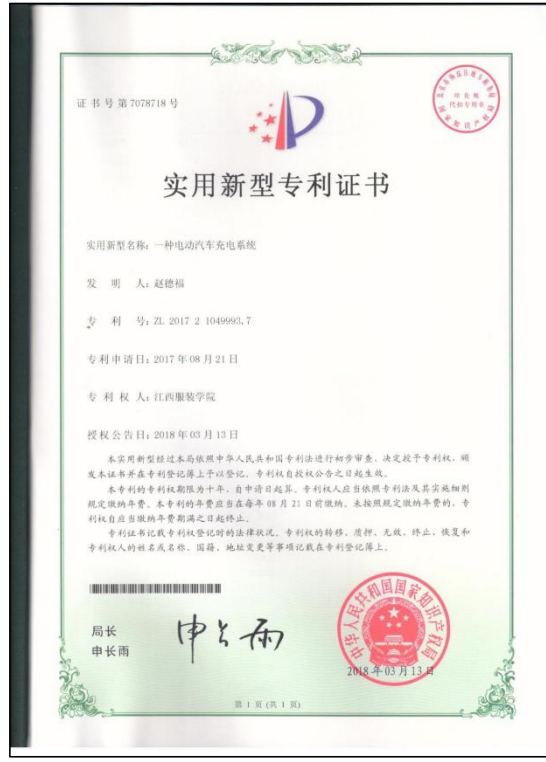 证书号第7078718号
实用新型专利证书
实用新型名称：一种电动汽车充电系统
发 明 人：赵德福
专 利 号：ZL 2017 2 1049993.7
专利申请日：2017年08月21日
专 利 权 人：江西服装学院
授权公告日：2018年03月13日
本实用新型经过本局依照中华人民共和国专利法进行初步审查，决定授予专利权，颁
发本证书并在专利登记簿上予以登记。专利权自授权公告之日起生效。
本专利的专利权期限为十年，自申请日起算。专利权人应当依照专利法及其实施细则
规定缴纳年费。本专利的年费应当在每年08月21日前缴纳。未按照规定缴纳年费的，专
利权自应当缴纳年费期满之日起终止。
专利证书记载专利权登记时的法律状况。专利权的转移、质押、无效、终止、恢复和
专利权人的姓名或名称、国籍、地址变更等事项记载在专利登记簿上。
局长
申长雨
申长雨
中华人民共和国国家知识产权局
2018年03月13日
第1页(共1页)